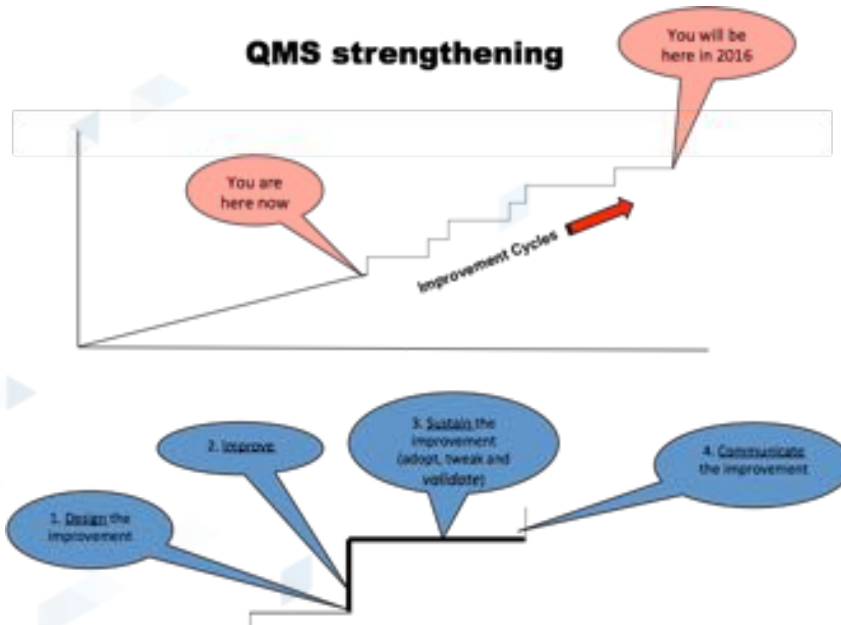 QMS strengthening
You will be
here in 2016
You are
here now
Improvement Cycles
1. Design the
improvement
2. Improve
3. Sustain the
improvement
(adopt, tweak and
validate)
4. Communicate
the improvement